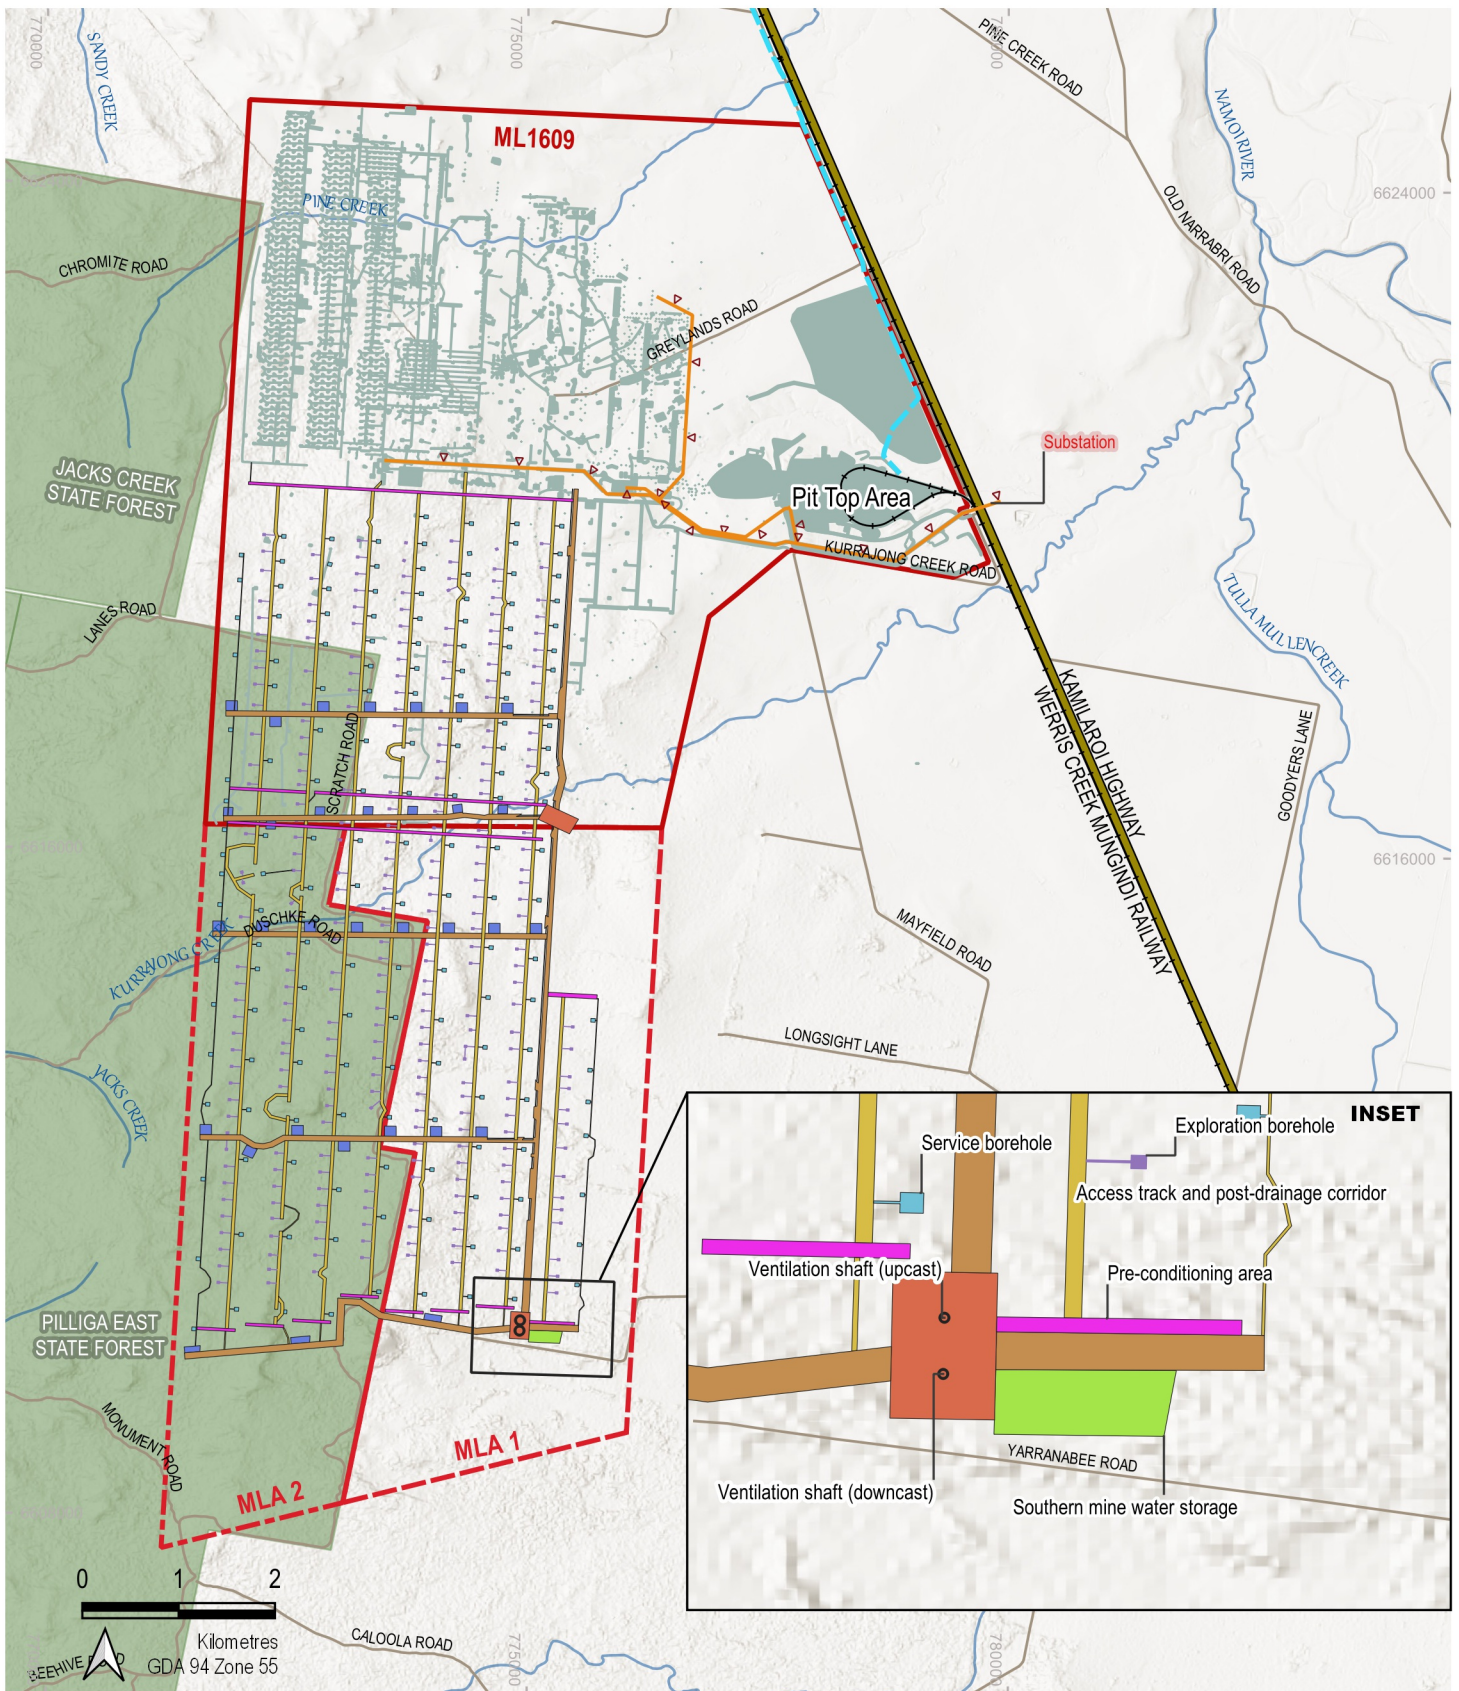 770000
775000
SANDY CREEK
PINE CREEK ROAD
NAMOI RIVER
ML1609
6624000
PINE CREEK
OLD NARRABRI ROAD
CHROMITE ROAD
GREYLANDS ROAD
Substation
JACKS CREEK
STATE FOREST
Pit Top Area
KURRAJONG CREEK ROAD
LANES ROAD
TULLA MULLENCREEK
KAMILAROI HIGHWAY
WERRIS CREEK MUNGINDI RAILWAY
GOODYERS LANE
SCRATCH ROAD
6616000
DUSCHKE ROAD
KURRAJONG CREEK
MAYFIELD ROAD
LONGSIGHT LANE
JACKS CREEK
INSET
Exploration borehole
Service borehole
Access track and post-drainage corridor
Ventilation shaft (upcast)
Pre-conditioning area
PILLIGA EAST
STATE FOREST
YARRANABEE ROAD
Ventilation shaft (downcast)
Southern mine water storage
MONUMENT ROAD
MLA 1
MLA 2
0 1 2
Kilometres
GDA 94 Zone 55
CALOOLA ROAD
775000
780000